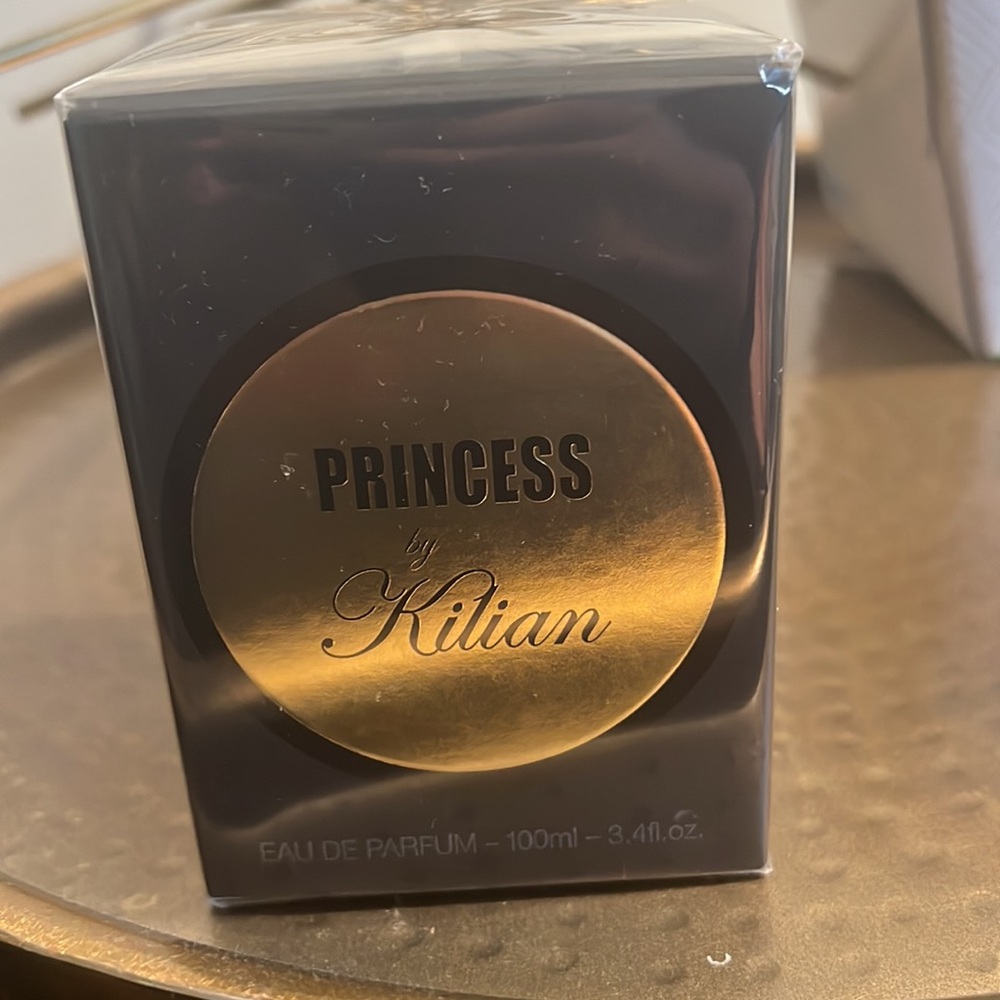 PRINCESS
by
Kilian
EAU DE PARFUM – 100ml – 3.4fl.oz.